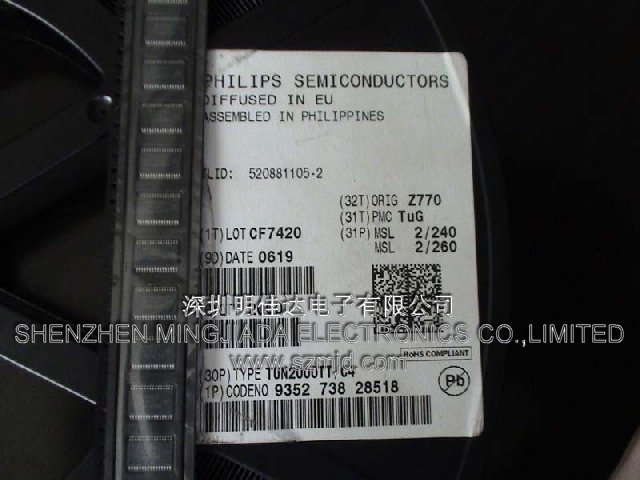 PHILIPS SEMICONDUCTORS
DIFFUSED IN EU
ASSEMBLED IN PHILIPPINES
520881105-2
(32T)ORIG Z770
(31T)PMC TuG
(1T)LOT CF7420
(31P) MSL 2/240
MSL 2/260
(9D)DATE 0619
深圳明佳达电子有限公司
SHENZHEN MINGJIADA ELECTRONICS CO.,LIMITED
RoHS COMPLIANT
www.szmjd.com
(30P)TYPE
Pb
(1P)CODENO 9352 738 28518